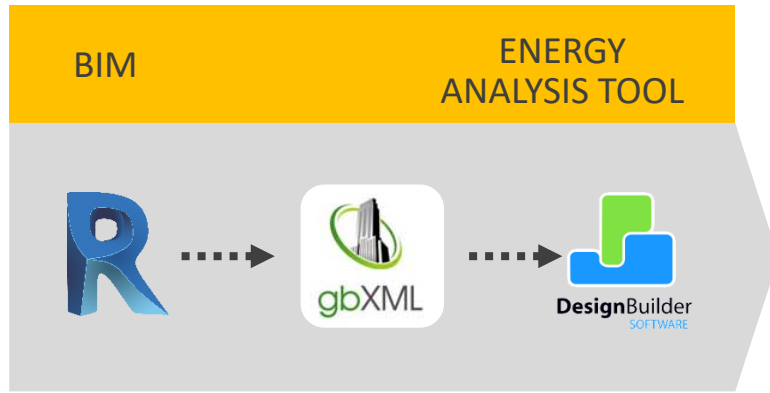 BIM
ENERGY
ANALYSIS TOOL
R
gbXML
DesignBuilder
SOFTWARE